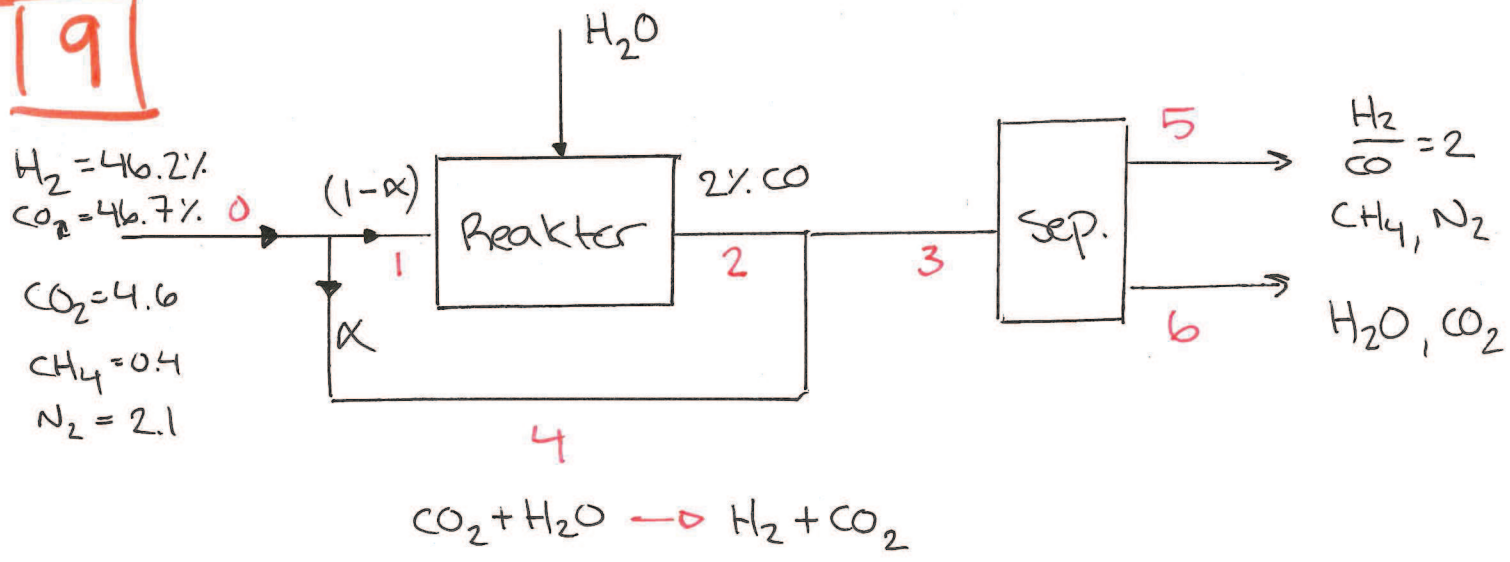 9
H₂O
H₂ = 46.2%
CO₂ = 46.7%
0
(1-α)
1
Reaktor
2% CO
2
3
Sep.
5
H₂/CO = 2
CH₄, N₂
6
H₂O, CO₂
CO₂ = 4.6
CH₄ = 0.4
N₂ = 2.1
α
4
CO₂ + H₂O → H₂ + CO₂